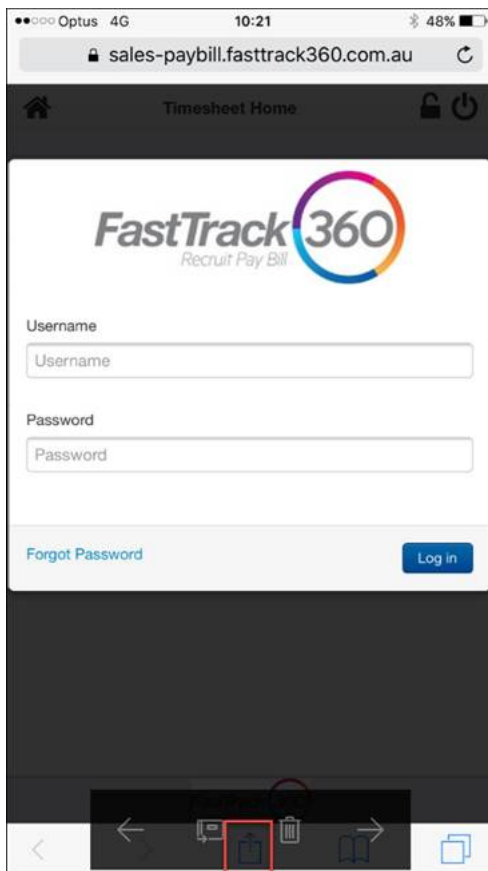 Optus 4G 10:21 48%
sales-paybill.fasttrack360.com.au
Timesheet Home
FastTrack 360
Recruit Pay Bill
Username
Username
Password
Password
Forgot Password Log in